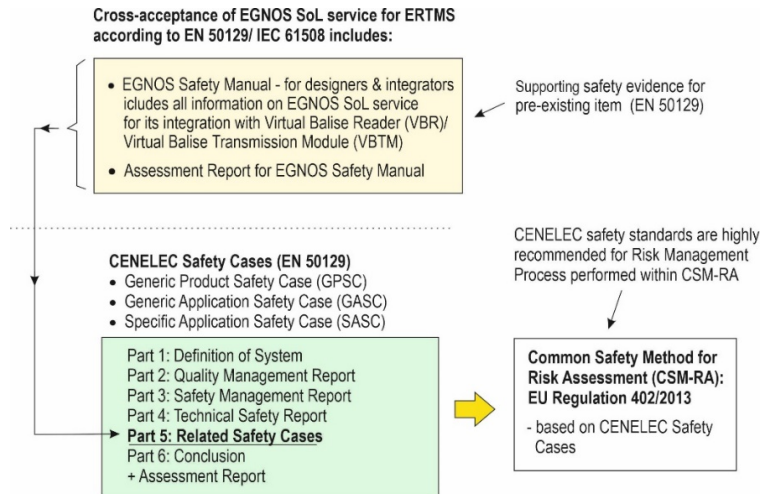 Cross-acceptance of EGNOS SoL service for ERTMS
according to EN 50129/ IEC 61508 includes:
• EGNOS Safety Manual - for designers & integrators
icludes all information on EGNOS SoL service
for its integration with Virtual Balise Reader (VBR)/
Virtual Balise Transmission Module (VBTM)
• Assessment Report for EGNOS Safety Manual
Supporting safety evidence for
pre-existing item (EN 50129)
CENELEC safety standards are highly
recommended for Risk Management
Process performed within CSM-RA
CENELEC Safety Cases (EN 50129)
• Generic Product Safety Case (GPSC)
• Generic Application Safety Case (GASC)
• Specific Application Safety Case (SASC)
Part 1: Definition of System
Part 2: Quality Management Report
Part 3: Safety Management Report
Part 4: Technical Safety Report
Part 5: Related Safety Cases
Part 6: Conclusion
+ Assessment Report
Common Safety Method for
Risk Assessment (CSM-RA):
EU Regulation 402/2013
- based on CENELEC Safety
Cases